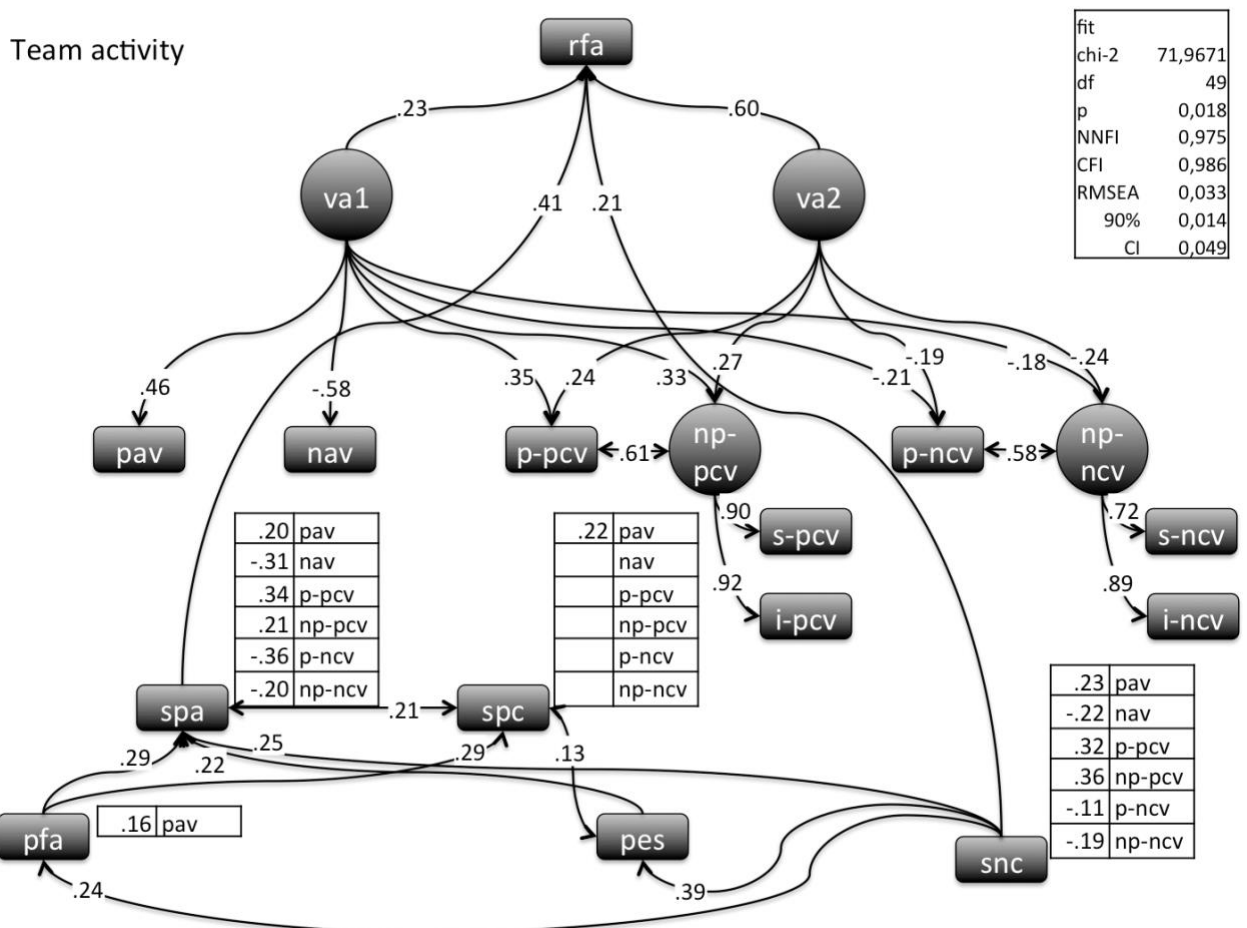 Team activity
rfa
fit
chi-2 71,9671
df 49
p 0,018
NNFI 0,975
CFI 0,986
RMSEA 0,033
90% 0,014
CI 0,049
.23
.60
va1
va2
.41
.21
.46
-.58
.35
.24
.33
.27
-.21
-.19
-.18
-.24
pav
nav
p-pcv
.61
np-
pcv
p-ncv
.58
np-
ncv
.90
s-pcv
.72
s-ncv
.92
i-pcv
.89
i-ncv
.20 pav
-.31 nav
.34 p-pcv
.21 np-pcv
-.36 p-ncv
-.20 np-ncv
.22 pav
nav
p-pcv
np-pcv
p-ncv
np-ncv
.23 pav
-.22 nav
.32 p-pcv
.36 np-pcv
-.11 p-ncv
-.19 np-ncv
spa
.21
spc
.29
.22
.25
.29
.13
pfa
.16 pav
pes
snc
.24
.39